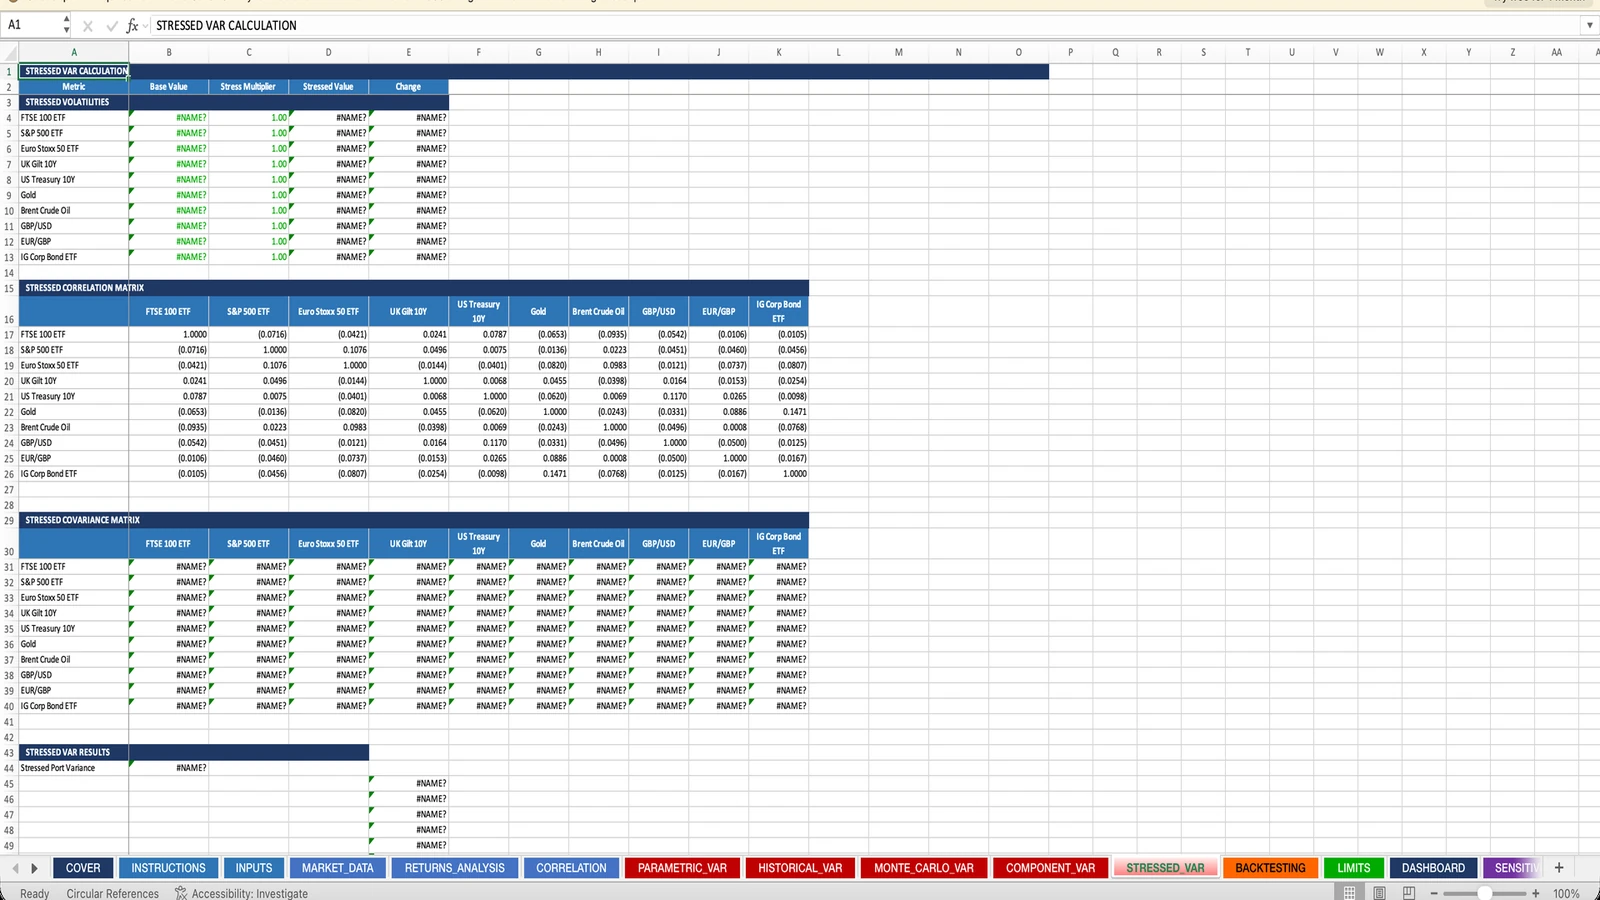 A1 fx STRESSED VAR CALCULATION
A B C D E F G H I J K L M N O P Q R S T U V W X Y Z AA
1 STRESSED VAR CALCULATION
2 Metric Base Value Stress Multiplier Stressed Value Change
3 STRESSED VOLATILITIES
4 FTSE 100 ETF #NAME? 1.00 #NAME? #NAME?
5 S&P 500 ETF #NAME? 1.00 #NAME? #NAME?
6 Euro Stoxx 50 ETF #NAME? 1.00 #NAME? #NAME?
7 UK Gilt 10Y #NAME? 1.00 #NAME? #NAME?
8 US Treasury 10Y #NAME? 1.00 #NAME? #NAME?
9 Gold #NAME? 1.00 #NAME? #NAME?
10 Brent Crude Oil #NAME? 1.00 #NAME? #NAME?
11 GBP/USD #NAME? 1.00 #NAME? #NAME?
12 EUR/GBP #NAME? 1.00 #NAME? #NAME?
13 IG Corp Bond ETF #NAME? 1.00 #NAME? #NAME?
14
15 STRESSED CORRELATION MATRIX
16 FTSE 100 ETF S&P 500 ETF Euro Stoxx 50 ETF UK Gilt 10Y US Treasury 10Y Gold Brent Crude Oil GBP/USD EUR/GBP IG Corp Bond ETF
17 FTSE 100 ETF 1.0000 (0.0716) (0.0421) 0.0241 0.0787 (0.0653) (0.0935) (0.0542) (0.0106) (0.0105)
18 S&P 500 ETF (0.0716) 1.0000 0.1076 0.0496 0.0075 (0.0136) 0.0223 (0.0451) (0.0460) (0.0456)
19 Euro Stoxx 50 ETF (0.0421) 0.1076 1.0000 (0.0144) (0.0401) (0.0820) 0.0983 (0.0121) (0.0737) (0.0807)
20 UK Gilt 10Y 0.0241 0.0496 (0.0144) 1.0000 0.0068 0.0455 (0.0398) 0.0164 (0.0153) (0.0254)
21 US Treasury 10Y 0.0787 0.0075 (0.0401) 0.0068 1.0000 (0.0620) 0.0069 0.1170 0.0265 (0.0098)
22 Gold (0.0653) (0.0136) (0.0820) 0.0455 (0.0620) 1.0000 (0.0243) (0.0331) 0.0886 0.1471
23 Brent Crude Oil (0.0935) 0.0223 0.0983 (0.0398) 0.0069 (0.0243) 1.0000 (0.0496) 0.0008 (0.0768)
24 GBP/USD (0.0542) (0.0451) (0.0121) 0.0164 0.1170 (0.0331) (0.0496) 1.0000 (0.0500) (0.0125)
25 EUR/GBP (0.0106) (0.0460) (0.0737) (0.0153) 0.0265 0.0886 0.0008 (0.0500) 1.0000 (0.0167)
26 IG Corp Bond ETF (0.0105) (0.0456) (0.0807) (0.0254) (0.0098) 0.1471 (0.0768) (0.0125) (0.0167) 1.0000
27
28
29 STRESSED COVARIANCE MATRIX
30 FTSE 100 ETF S&P 500 ETF Euro Stoxx 50 ETF UK Gilt 10Y US Treasury 10Y Gold Brent Crude Oil GBP/USD EUR/GBP IG Corp Bond ETF
31 FTSE 100 ETF #NAME? #NAME? #NAME? #NAME? #NAME? #NAME? #NAME? #NAME? #NAME? #NAME?
32 S&P 500 ETF #NAME? #NAME? #NAME? #NAME? #NAME? #NAME? #NAME? #NAME? #NAME? #NAME?
33 Euro Stoxx 50 ETF #NAME? #NAME? #NAME? #NAME? #NAME? #NAME? #NAME? #NAME? #NAME? #NAME?
34 UK Gilt 10Y #NAME? #NAME? #NAME? #NAME? #NAME? #NAME? #NAME? #NAME? #NAME? #NAME?
35 US Treasury 10Y #NAME? #NAME? #NAME? #NAME? #NAME? #NAME? #NAME? #NAME? #NAME? #NAME?
36 Gold #NAME? #NAME? #NAME? #NAME? #NAME? #NAME? #NAME? #NAME? #NAME? #NAME?
37 Brent Crude Oil #NAME? #NAME? #NAME? #NAME? #NAME? #NAME? #NAME? #NAME? #NAME? #NAME?
38 GBP/USD #NAME? #NAME? #NAME? #NAME? #NAME? #NAME? #NAME? #NAME? #NAME? #NAME?
39 EUR/GBP #NAME? #NAME? #NAME? #NAME? #NAME? #NAME? #NAME? #NAME? #NAME? #NAME?
40 IG Corp Bond ETF #NAME? #NAME? #NAME? #NAME? #NAME? #NAME? #NAME? #NAME? #NAME? #NAME?
41
42
43 STRESSED VAR RESULTS
44 Stressed Port Variance #NAME?
45 #NAME?
46 #NAME?
47 #NAME?
48 #NAME?
49 #NAME?
COVER INSTRUCTIONS INPUTS MARKET_DATA RETURNS_ANALYSIS CORRELATION PARAMETRIC_VAR HISTORICAL_VAR MONTE_CARLO_VAR COMPONENT_VAR STRESSED_VAR BACKTESTING LIMITS DASHBOARD SENSITIV +
Ready Circular References Accessibility: Investigate 100%